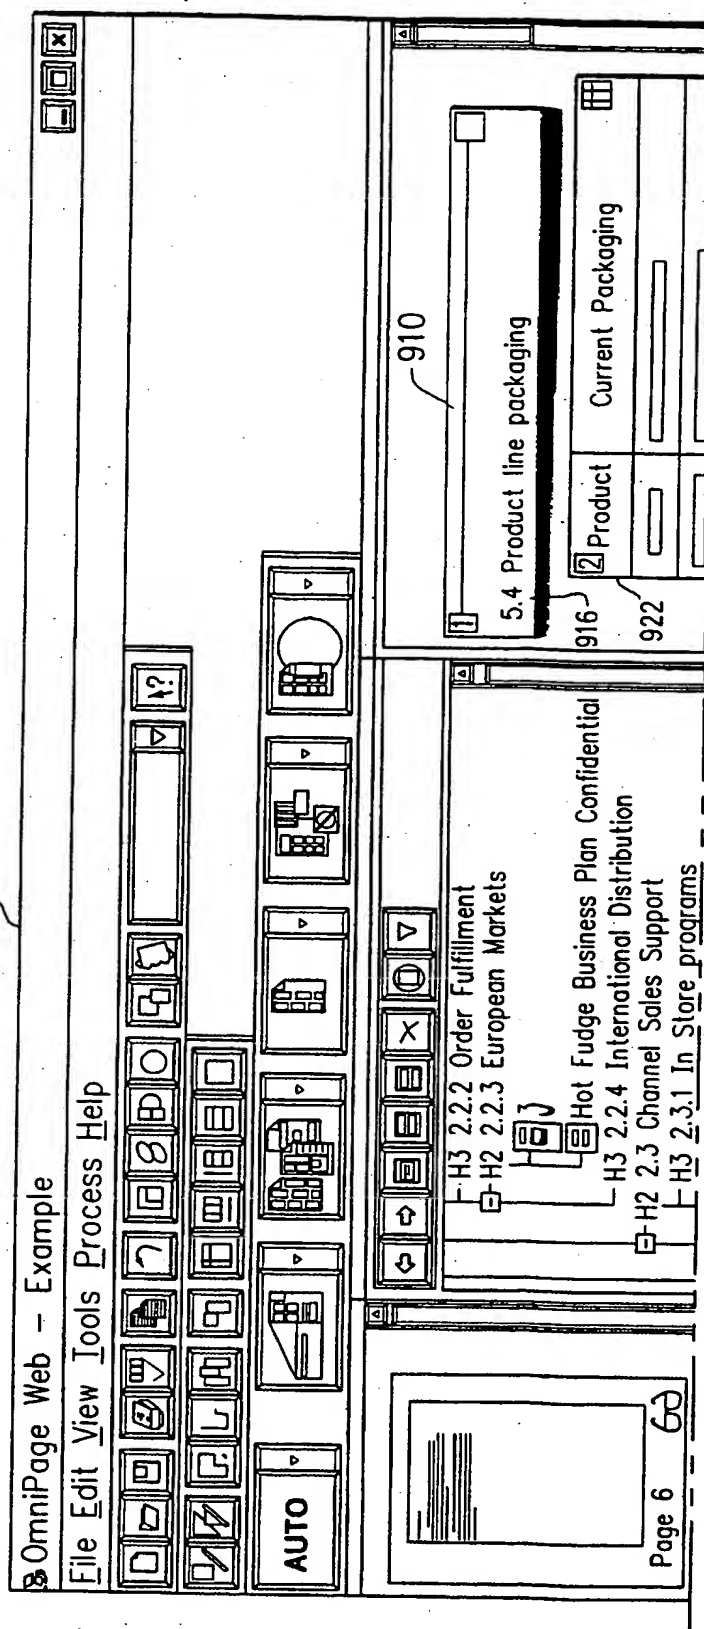 OmniPage Web – Example
File Edit View Tools Process Help
?
AUTO
Page 6
H3 2.2.2 Order Fulfillment
H2 2.2.3 European Markets
Hot Fudge Business Plan Confidential
H3 2.2.4 International Distribution
H2 2.3 Channel Sales Support
H3 2.3.1 In Store programs
910
1
5.4 Product line packaging
916
2 Product Current Packaging
922